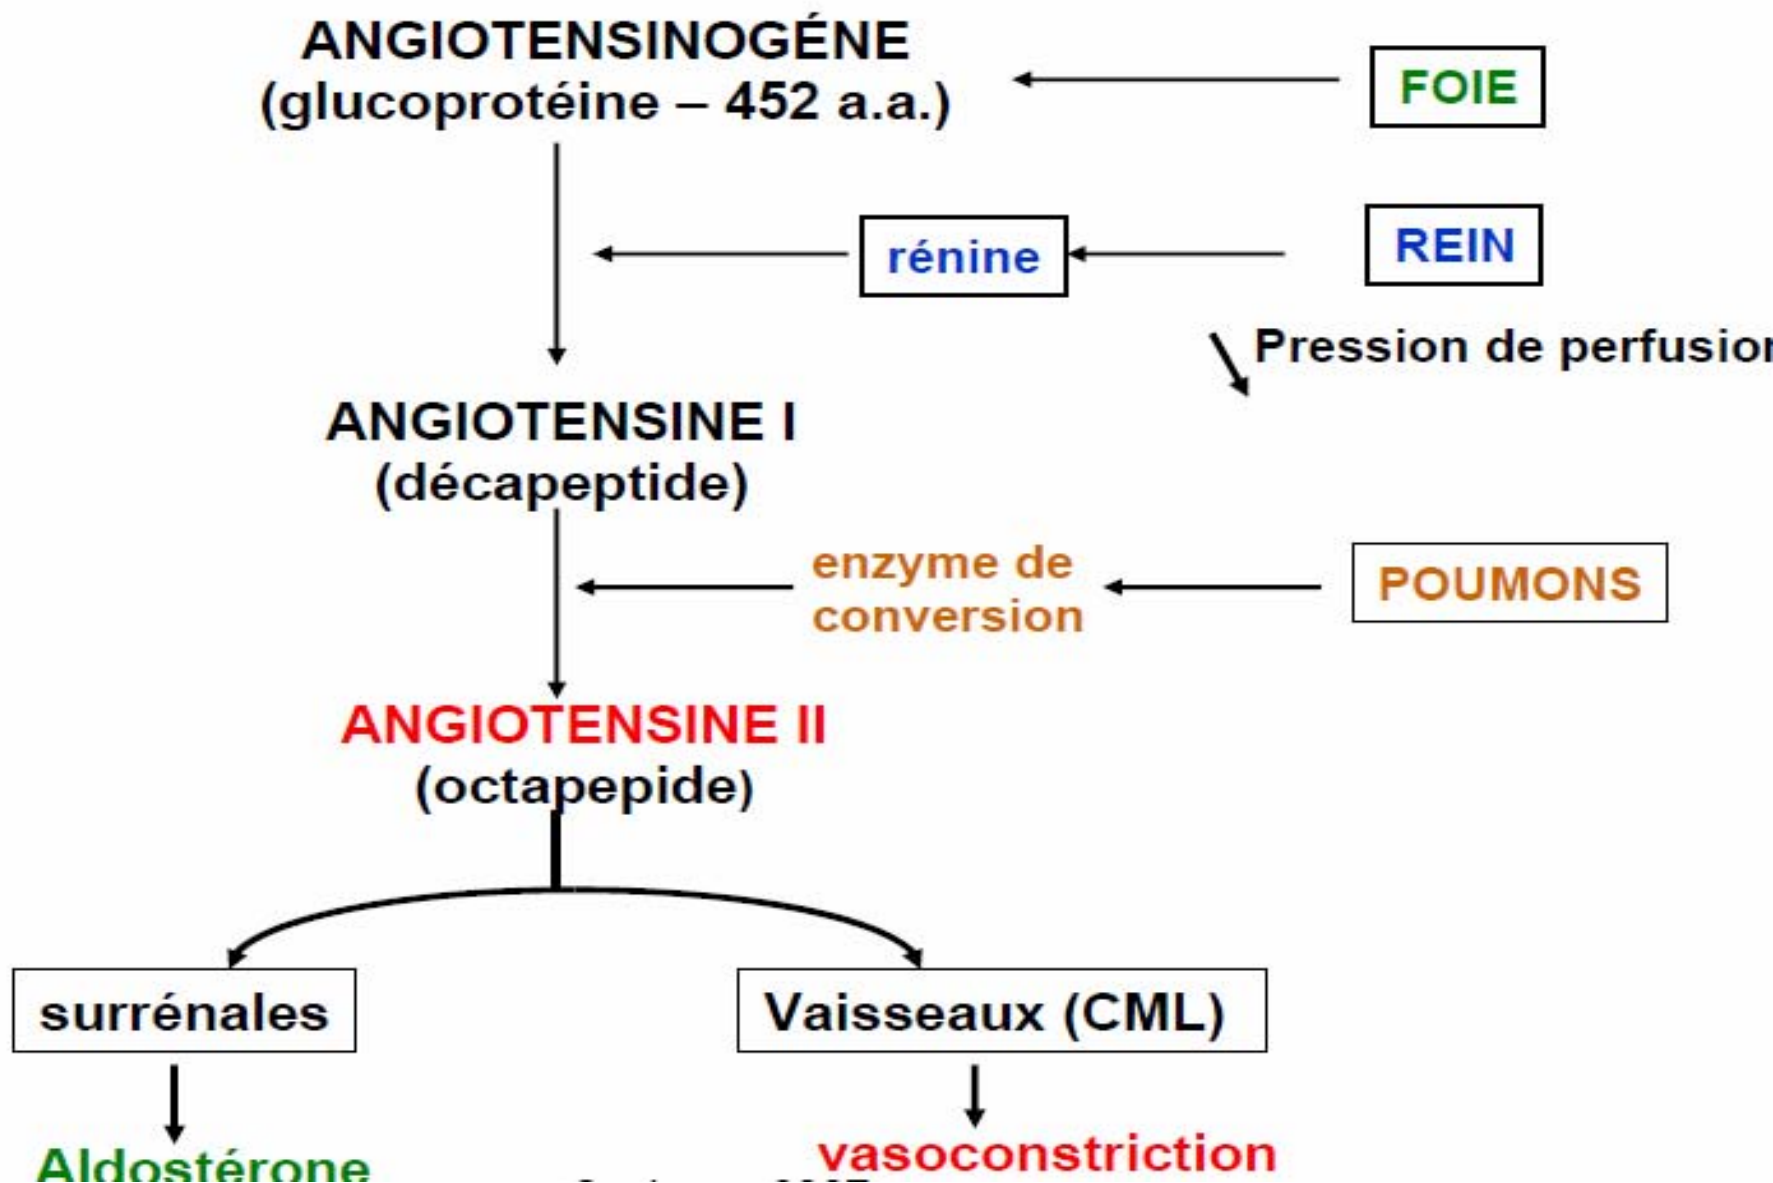 ANGIOTENSINOGÉNE
(glucoprotéine – 452 a.a.)
FOIE
rénine
REIN
Pression de perfusion
ANGIOTENSINE I
(décapeptide)
enzyme de
conversion
POUMONS
ANGIOTENSINE II
(octapepide)
surrénales
Vaisseaux (CML)
Aldostérone
vasoconstriction